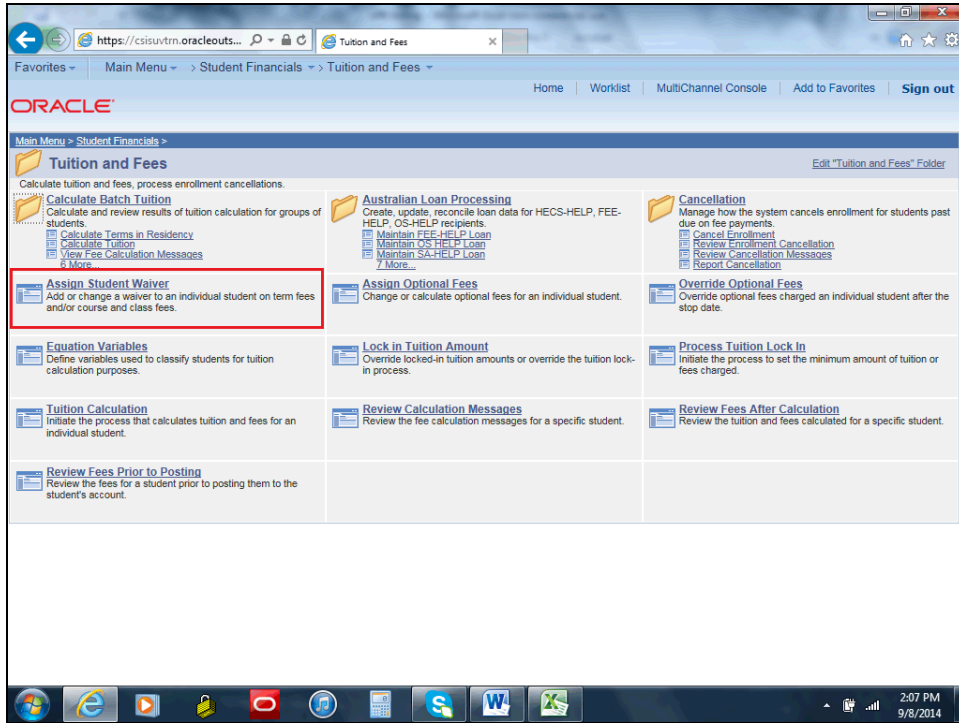 https://csisuvtrn.oracleouts...
Tuition and Fees
Favorites
Main Menu > Student Financials > Tuition and Fees
Home Worklist MultiChannel Console Add to Favorites Sign out
ORACLE
Main Menu > Student Financials >
Tuition and Fees
Edit "Tuition and Fees" Folder
Calculate tuition and fees, process enrollment cancellations.
Calculate Batch Tuition
Calculate and review results of tuition calculation for groups of
students.
Calculate Terms in Residency
Calculate Tuition
View Fee Calculation Messages
6 More...
Australian Loan Processing
Create, update, reconcile loan data for HECS-HELP, FEE-
HELP, OS-HELP recipients.
Maintain FEE-HELP Loan
Maintain OS HELP Loan
Maintain SA-HELP Loan
7 More...
Cancellation
Manage how the system cancels enrollment for students past
due on fee payments.
Cancel Enrollment
Review Enrollment Cancellation
Review Cancellation Messages
Report Cancellation
Assign Student Waiver
Add or change a waiver to an individual student on term fees
and/or course and class fees.
Assign Optional Fees
Change or calculate optional fees for an individual student.
Override Optional Fees
Override optional fees charged an individual student after the
stop date.
Equation Variables
Define variables used to classify students for tuition
calculation purposes.
Lock in Tuition Amount
Override locked-in tuition amounts or override the tuition lock-
in process.
Process Tuition Lock In
Initiate the process to set the minimum amount of tuition or
fees charged.
Tuition Calculation
Initiate the process that calculates tuition and fees for an
individual student.
Review Calculation Messages
Review the fee calculation messages for a specific student.
Review Fees After Calculation
Review the tuition and fees calculated for a specific student.
Review Fees Prior to Posting
Review the fees for a student prior to posting them to the
student's account.
2:07 PM
9/8/2014